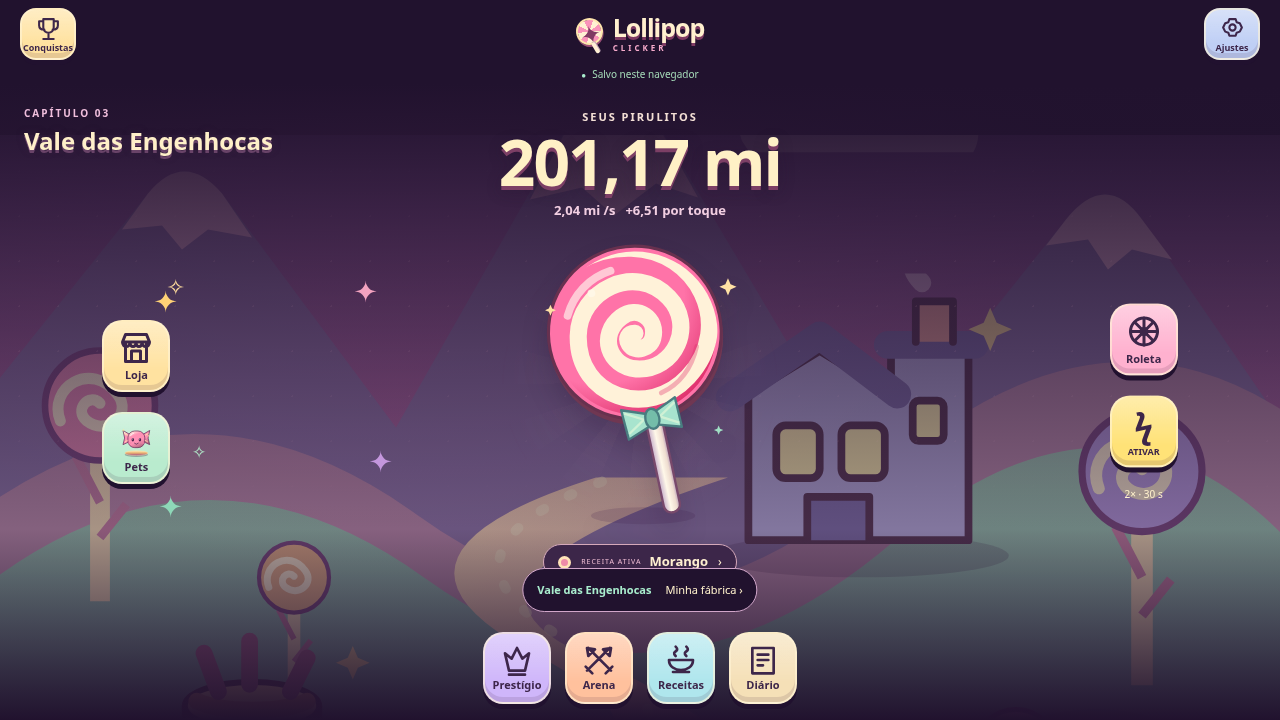 Conquistas
Lollipop
CLICKER
Ajustes
• Salvo neste navegador
CAPÍTULO 03
Vale das Engenhocas
SEUS PIRULITOS
201,17 mi
2,04 mi /s +6,51 por toque
Loja
Roleta
Pets
ATIVAR
2× · 30 s
RECEITA ATIVA Morango ›
Vale das Engenhocas Minha fábrica ›
Prestígio
Arena
Receitas
Diário